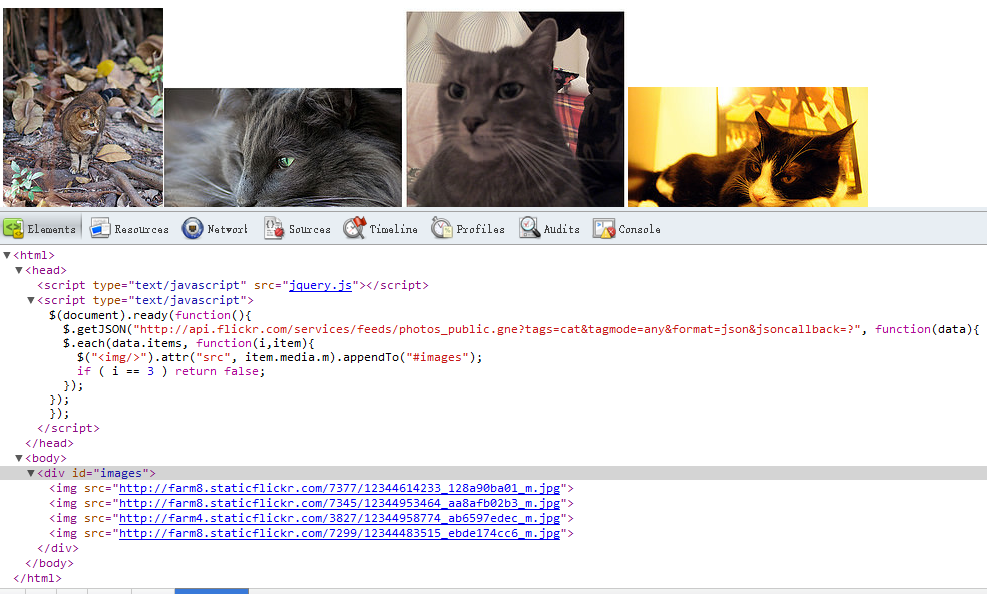 Elements Resources Network Sources Timeline Profiles Audits Console
▼<html>
▼<head>
<script type="text/javascript" src="jquery.js"></script>
▼<script type="text/javascript">
$(document).ready(function(){
$.getJSON("http://api.flickr.com/services/feeds/photos_public.gne?tags=cat&tagmode=any&format=json&jsoncallback=?", function(data){
$.each(data.items, function(i,item){
$("<img/>").attr("src", item.media.m).appendTo("#images");
if ( i == 3 ) return false;
});
});
});
</script>
</head>
▼<body>
▼<div id="images">
<img src="http://farm8.staticflickr.com/7377/12344614233_128a90ba01_m.jpg">
<img src="http://farm8.staticflickr.com/7345/12344953464_aa8afb02b3_m.jpg">
<img src="http://farm4.staticflickr.com/3827/12344958774_ab6597edec_m.jpg">
<img src="http://farm8.staticflickr.com/7299/12344483515_ebde174cc6_m.jpg">
</div>
</body>
</html>